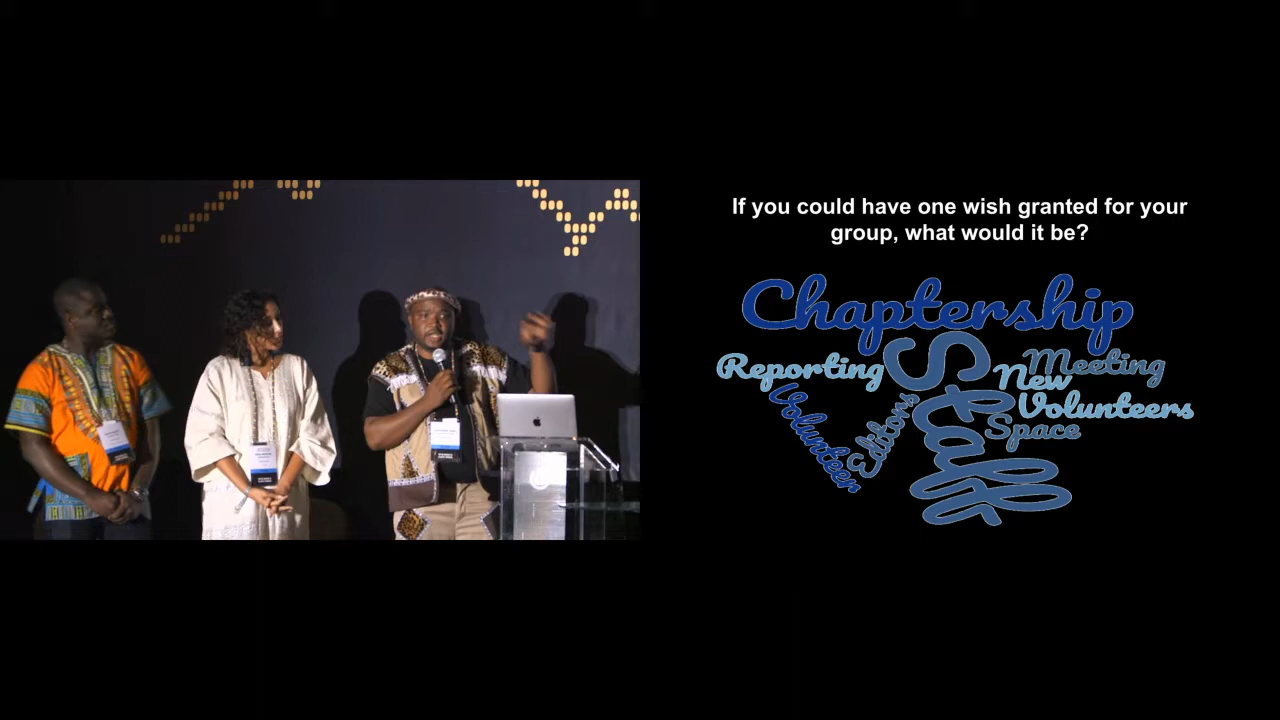 If you could have one wish granted for your
group, what would it be?
Chaptership
Reporting
Staff
Meeting
New
Volunteers
Space
Volunteer
Editors